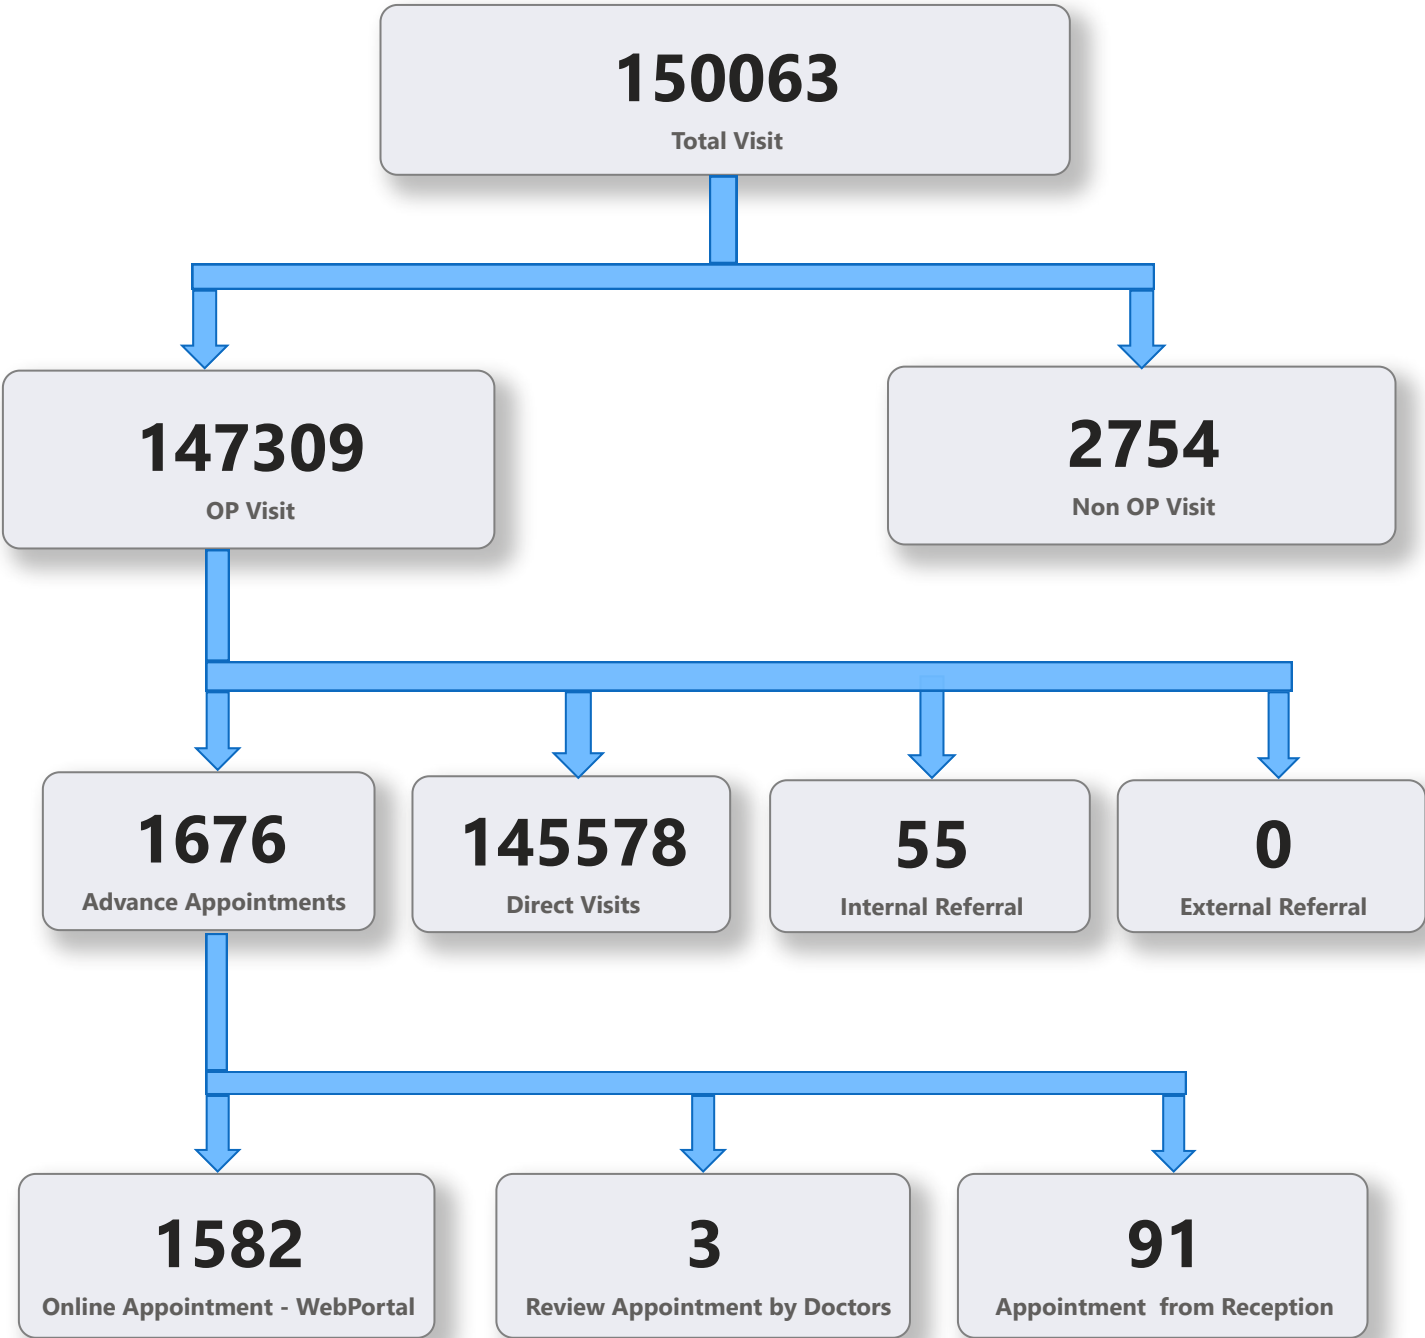 150063
Total Visit
147309
OP Visit
2754
Non OP Visit
1676
Advance Appointments
145578
Direct Visits
55
Internal Referral
0
External Referral
1582
Online Appointment - WebPortal
3
Review Appointment by Doctors
91
Appointment  from Reception